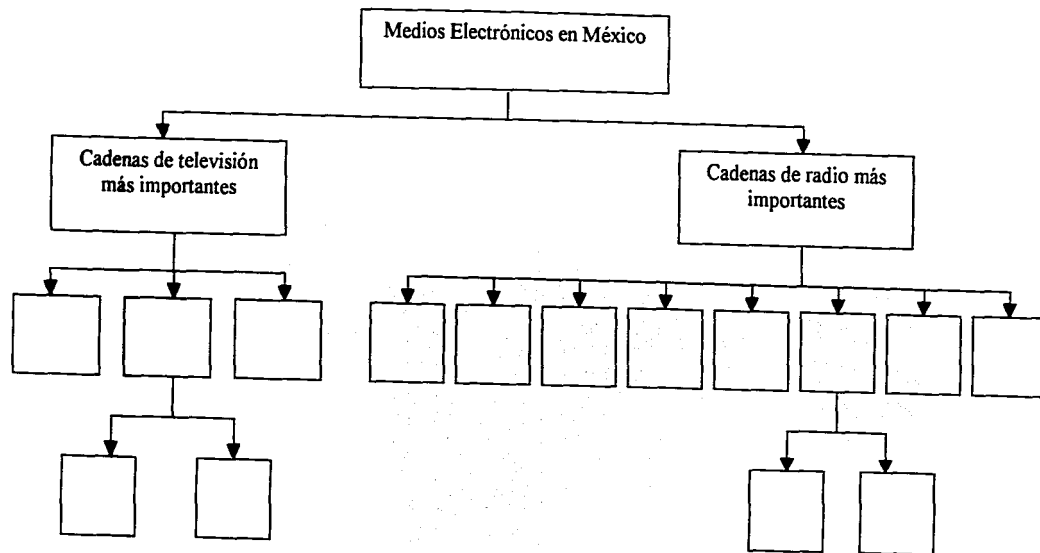 Medios Electrónicos en México
Cadenas de televisión
más importantes
Cadenas de radio más
importantes